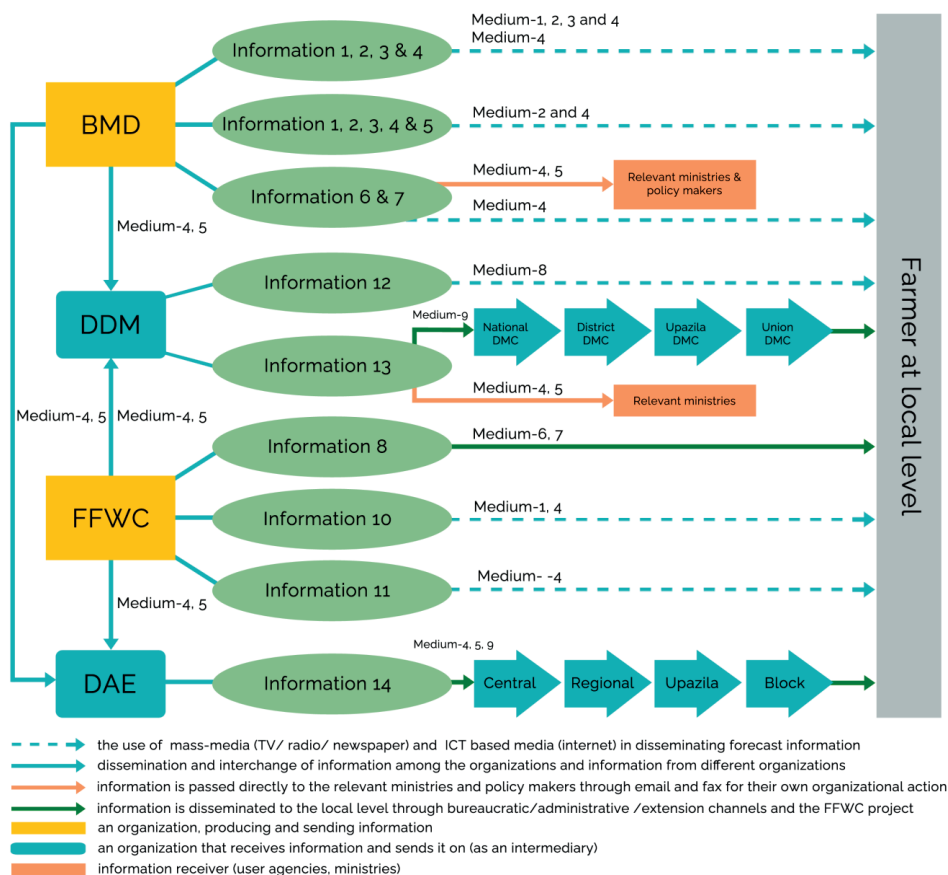 Medium-1, 2, 3 and 4
Medium-4
Information 1, 2, 3 & 4
BMD
Medium-2 and 4
Information 1, 2, 3, 4 & 5
Medium-4, 5
Relevant ministries &
policy makers
Information 6 & 7
Medium-4
Medium-4, 5
Medium-8
Information 12
DDM
Medium-9
National
DMC
District
DMC
Upazila
DMC
Union
DMC
Information 13
Medium-4, 5
Relevant ministries
Medium-4, 5
Medium-4, 5
Medium-6, 7
Information 8
FFWC
Medium-1, 4
Information 10
Medium- -4
Information 11
Medium-4, 5
Medium-4, 5, 9
DAE
Information 14
Central
Regional
Upazila
Block
Farmer at local level
the use of mass-media (TV/ radio/ newspaper) and ICT based media (internet) in disseminating forecast information
dissemination and interchange of information among the organizations and information from different organizations
information is passed directly to the relevant ministries and policy makers through email and fax for their own organizational action
information is disseminated to the local level through bureaucratic/administrative /extension channels and the FFWC project
an organization, producing and sending information
an organization that receives information and sends it on (as an intermediary)
information receiver (user agencies, ministries)